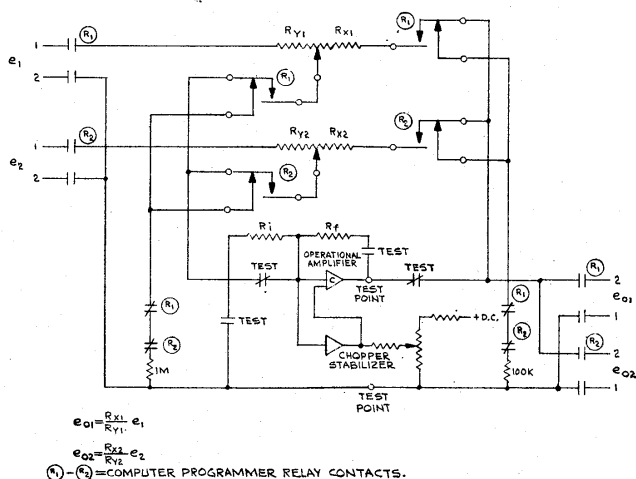 R1
RY1 RX1
R1
1
e1
2
R1
R2
RY2 RX2
R2
1
e2
2
R2
Ri
Rf
TEST
OPERATIONAL
AMPLIFIER
TEST
TEST
C
TEST
POINT
R1
2
e01
1
R1
TEST
+D.C.
R1
R2
R2
R2
2
e02
1
1M
CHOPPER
STABILIZER
100K
TEST
POINT
e01=RX1/RY1 e1
e02=RX2/RY2 e2
R1-R2=COMPUTER PROGRAMMER RELAY CONTACTS.